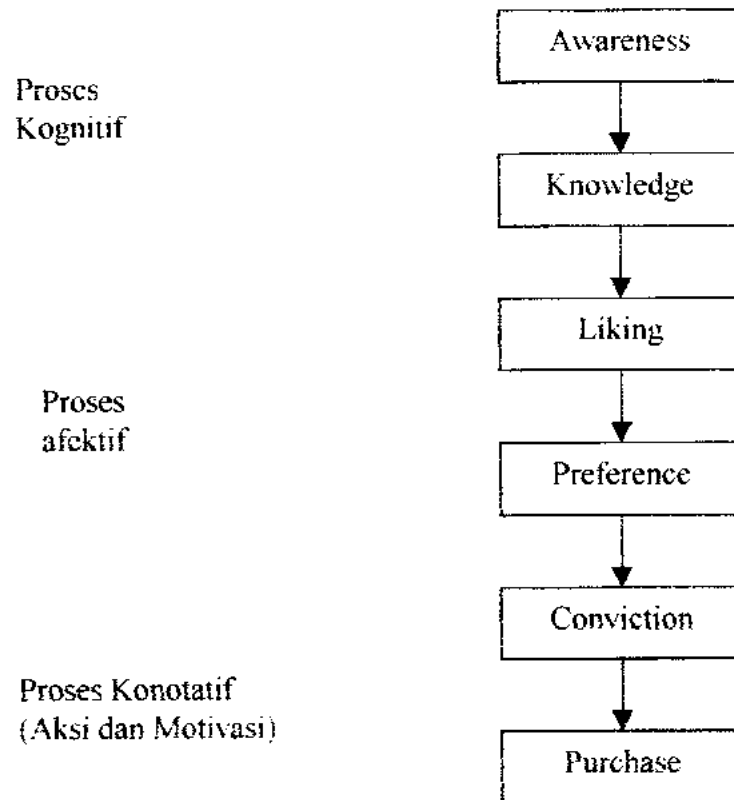 Awareness
Proses
Kognitif
Knowledge
Liking
Proses
afektif
Preference
Conviction
Proses Konotatif
(Aksi dan Motivasi)
Purchase